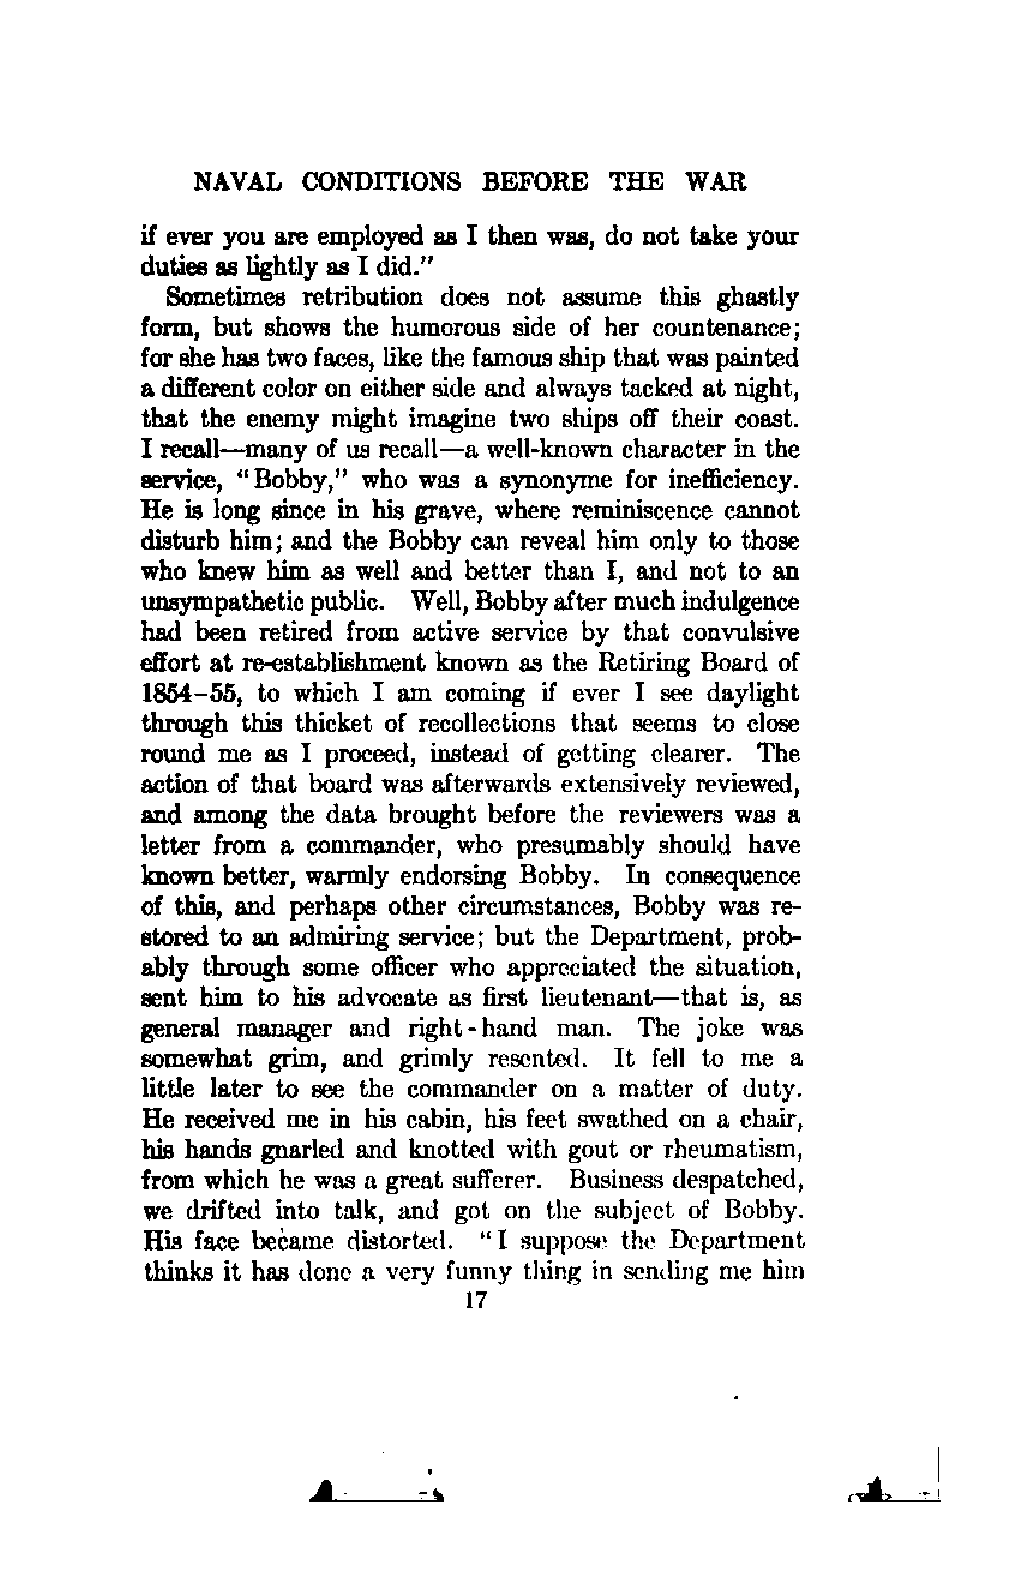 NAVAL CONDITIONS BEFORE THE WAR
if ever you are employed as I then was, do not take your
duties as lightly as I did."
Sometimes retribution does not assume this ghastly
form, but shows the humorous side of her countenance;
for she has two faces, like the famous ship that was painted
a different color on either side and always tacked at night,
that the enemy might imagine two ships off their coast.
I recall—many of us recall—a well-known character in the
service, "Bobby," who was a synonyme for inefficiency.
He is long since in his grave, where reminiscence cannot
disturb him; and the Bobby can reveal him only to those
who knew him as well and better than I, and not to an
unsympathetic public. Well, Bobby after much indulgence
had been retired from active service by that convulsive
effort at re-establishment known as the Retiring Board of
1854-55, to which I am coming if ever I see daylight
through this thicket of recollections that seems to close
round me as I proceed, instead of getting clearer. The
action of that board was afterwards extensively reviewed,
and among the data brought before the reviewers was a
letter from a commander, who presumably should have
known better, warmly endorsing Bobby. In consequence
of this, and perhaps other circumstances, Bobby was re-
stored to an admiring service; but the Department, prob-
ably through some officer who appreciated the situation,
sent him to his advocate as first lieutenant—that is, as
general manager and right-hand man. The joke was
somewhat grim, and grimly resented. It fell to me a
little later to see the commander on a matter of duty.
He received me in his cabin, his feet swathed on a chair,
his hands gnarled and knotted with gout or rheumatism,
from which he was a great sufferer. Business despatched,
we drifted into talk, and got on the subject of Bobby.
His face became distorted. "I suppose the Department
thinks it has done a very funny thing in sending me him
17